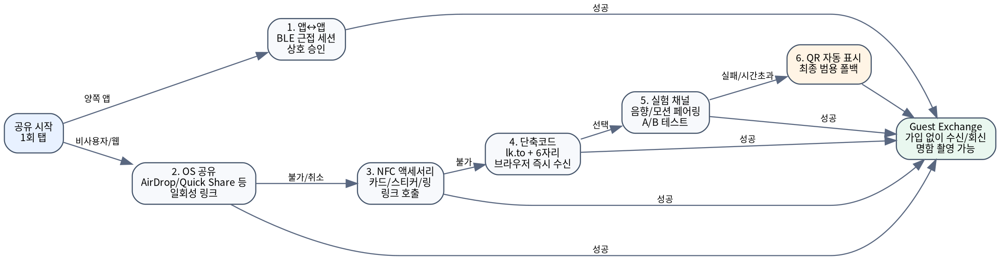 성공
1. 앱↔앱
BLE 근접 세션
상호 승인
6. QR 자동 표시
최종 범용 폴백
실패/시간초과
양쪽 앱
5. 실험 채널
음향/모션 페어링
A/B 테스트
공유 시작
1회 탭
성공
Guest Exchange
가입 없이 수신/회신
명함 촬영 가능
선택
비사용자/웹
4. 단축코드
lk.to + 6자리
브라우저 즉시 수신
성공
불가
2. OS 공유
AirDrop/Quick Share 등
일회성 링크
불가/취소
3. NFC 액세서리
카드/스티커/링
링크 호출
성공
성공